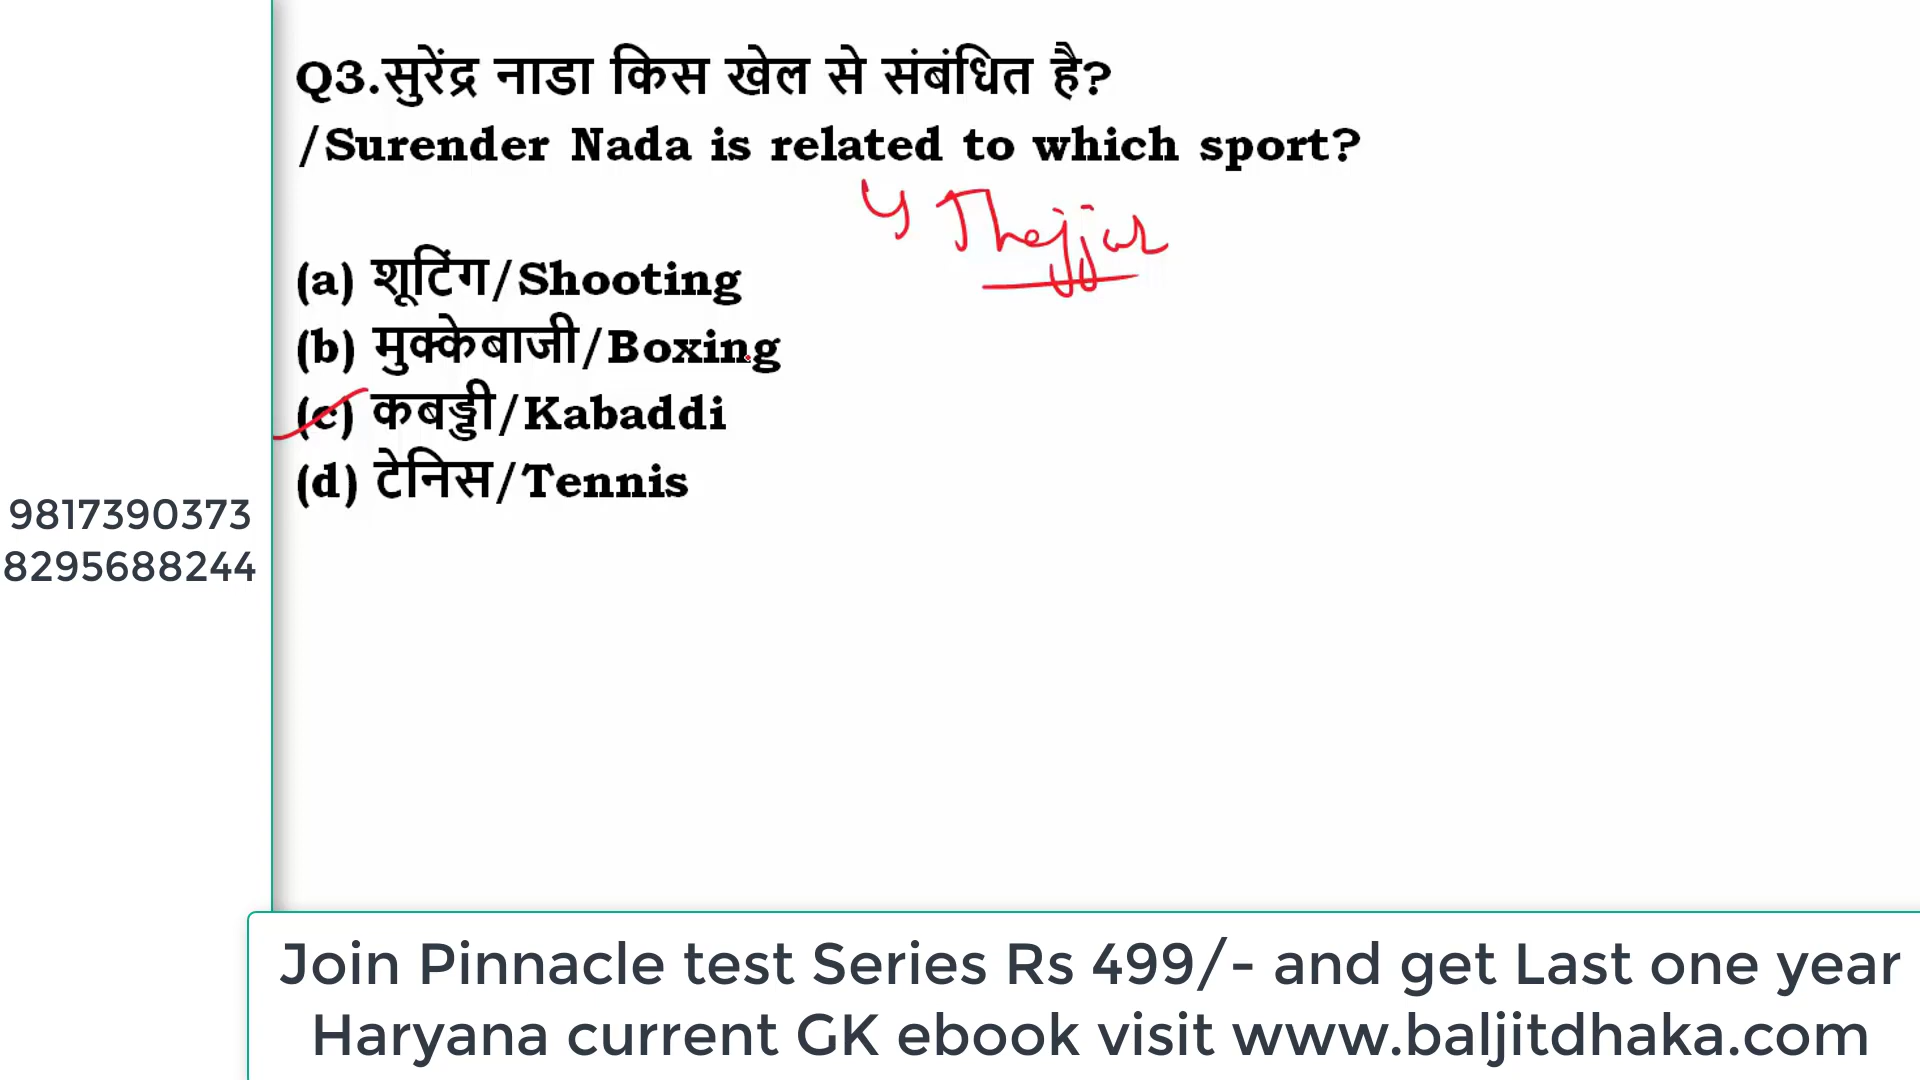 Q3.सुरेंद्र नाडा किस खेल से संबंधित है?
/Surender Nada is related to which sport?
Jhajjar
(a) शूटिंग/Shooting
(b) मुक्केबाजी/Boxing
(c) कबड्डी/Kabaddi
(d) टेनिस/Tennis
9817390373
8295688244
Join Pinnacle test Series Rs 499/- and get Last one year
Haryana current GK ebook visit www.baljitdhaka.com